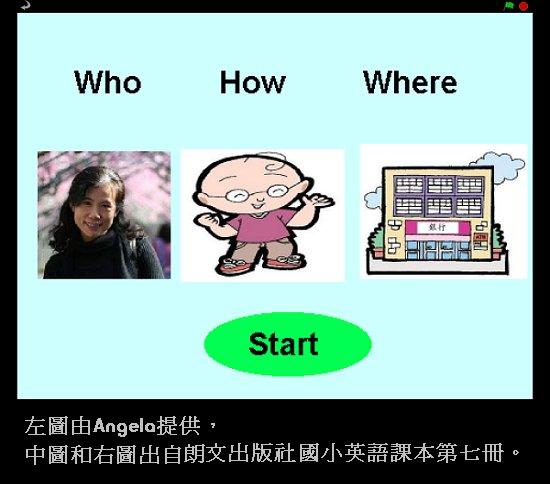 Who How Where
銀行
ATM
Start
左圖由Angela提供，
中圖和右圖出自朗文出版社國小英語課本第七冊。